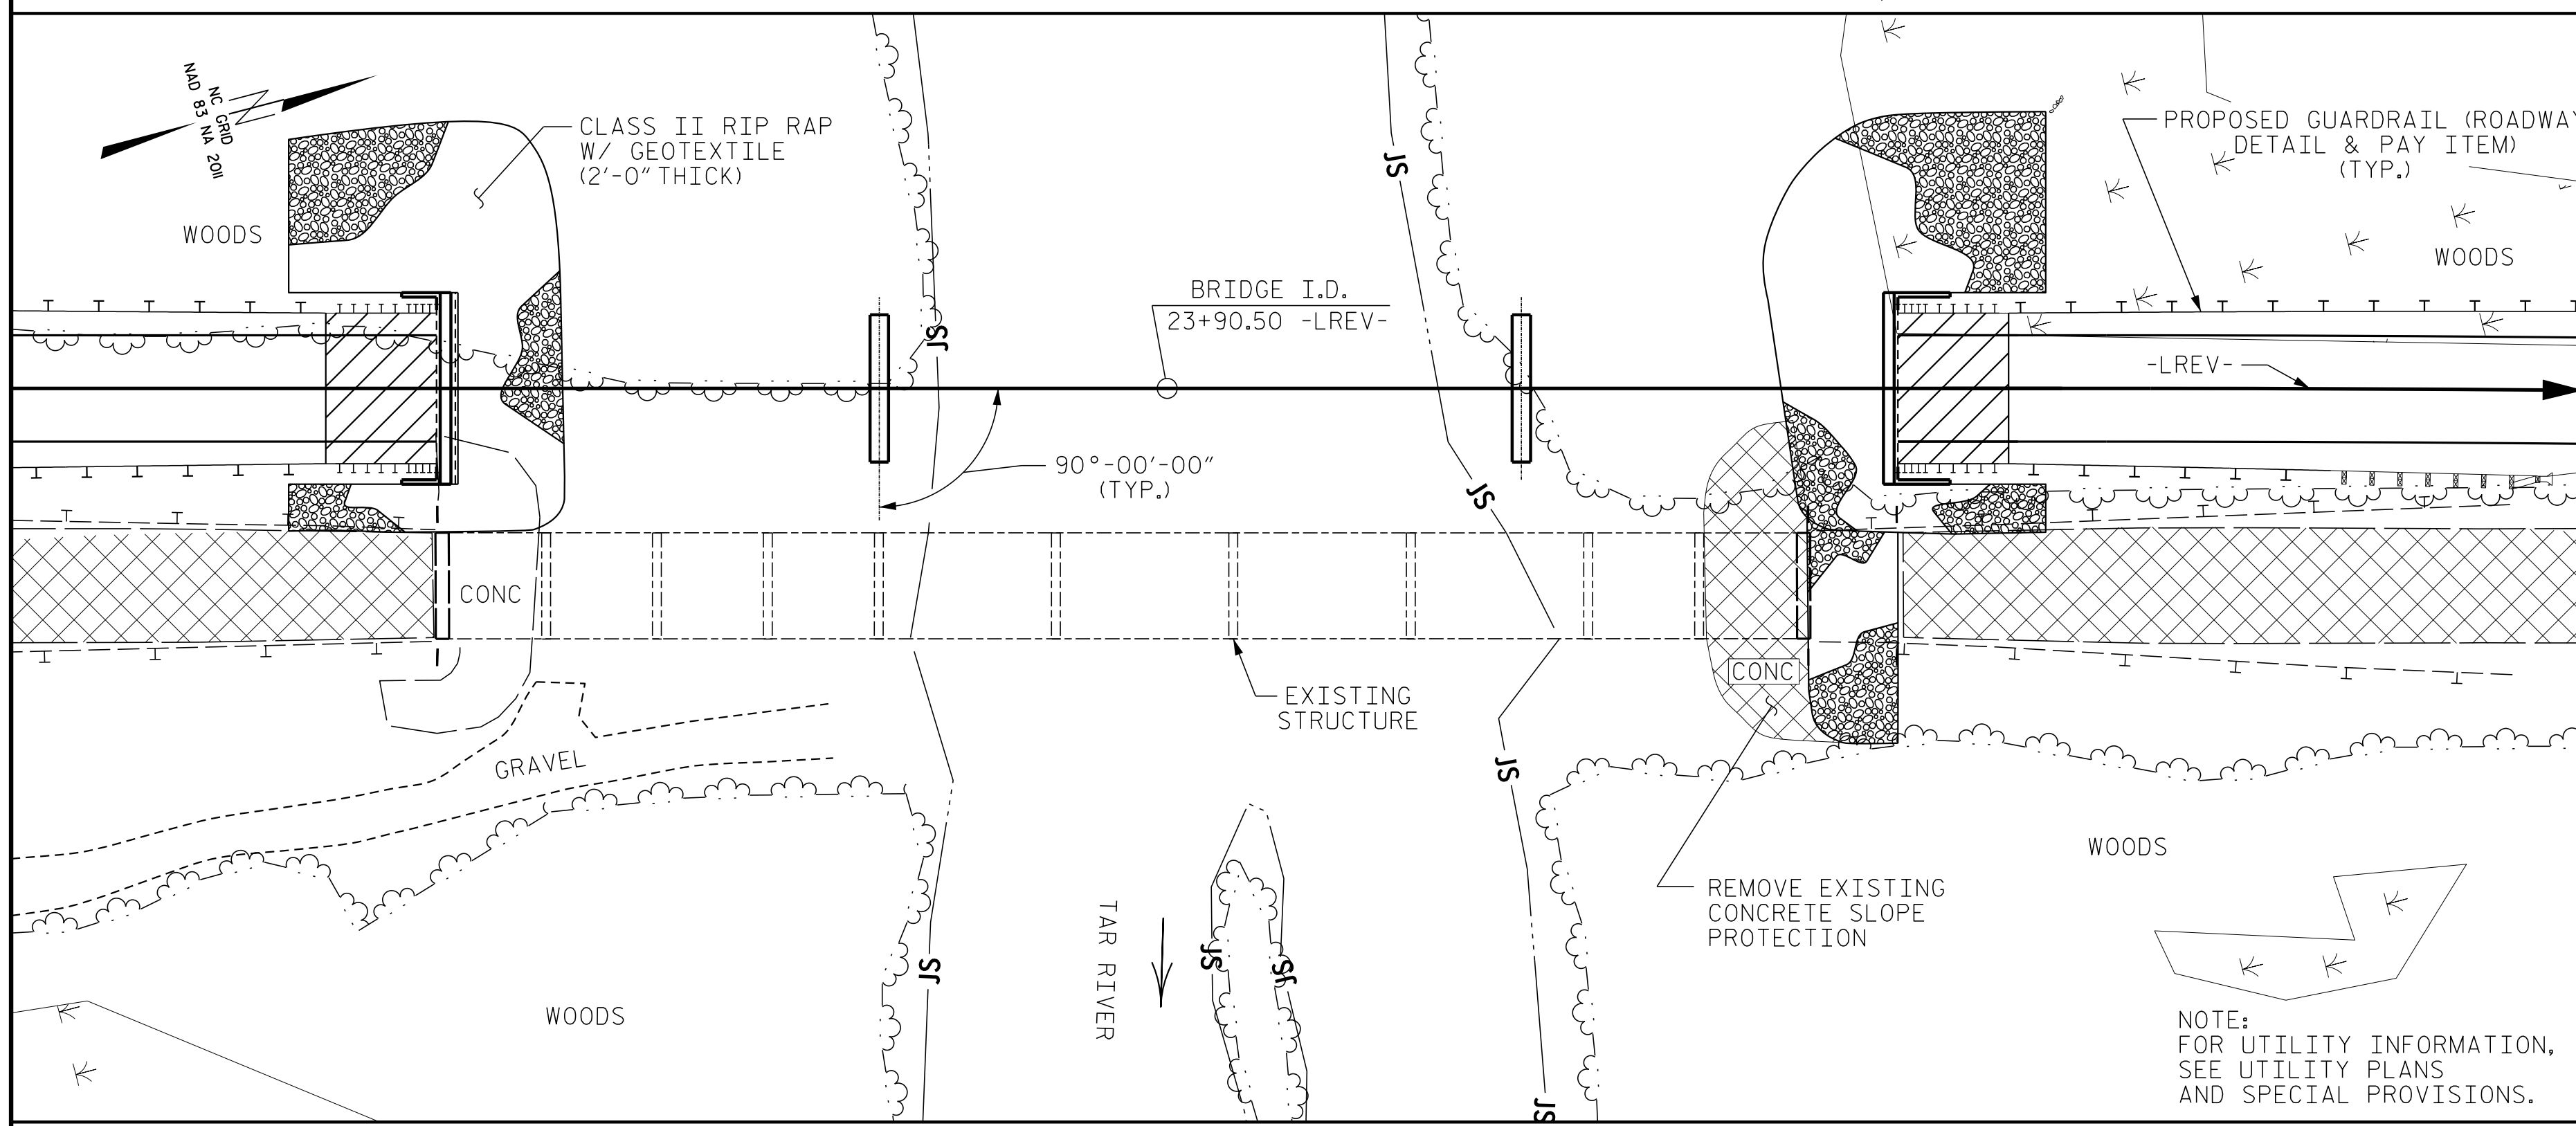 NC GRID
NAD 83 NA 2011
CLASS II RIP RAP
W/ GEOTEXTILE
(2'-0" THICK)
WOODS
JS
JS
PROPOSED GUARDRAIL (ROADWAY
DETAIL & PAY ITEM)
(TYP.)
WOODS
BRIDGE I.D.
23+90.50 -LREV-
-LREV-
90°-00'-00"
(TYP.)
JS
CONC
CONC
EXISTING
STRUCTURE
GRAVEL
JS
WOODS
REMOVE EXISTING
CONCRETE SLOPE
PROTECTION
TAR RIVER
JS
JS
JS
WOODS
JS
NOTE:
FOR UTILITY INFORMATION,
SEE UTILITY PLANS
AND SPECIAL PROVISIONS.